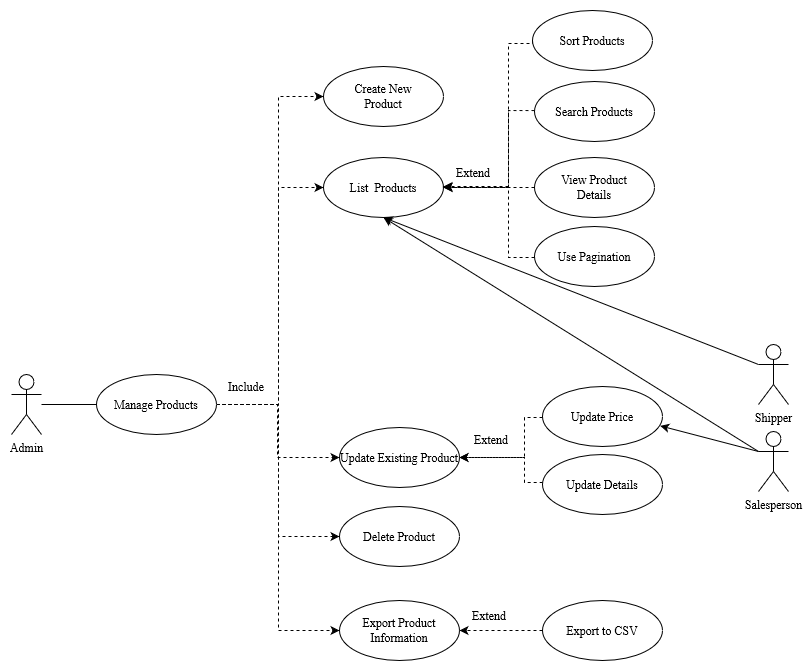 Sort Products
Create New
Product
Search Products
Extend
List Products
View Product
Details
Use Pagination
Include
Manage Products
Admin
Shipper
Update Price
Extend
Update Existing Product
Update Details
Salesperson
Delete Product
Extend
Export Product
Information
Export to CSV